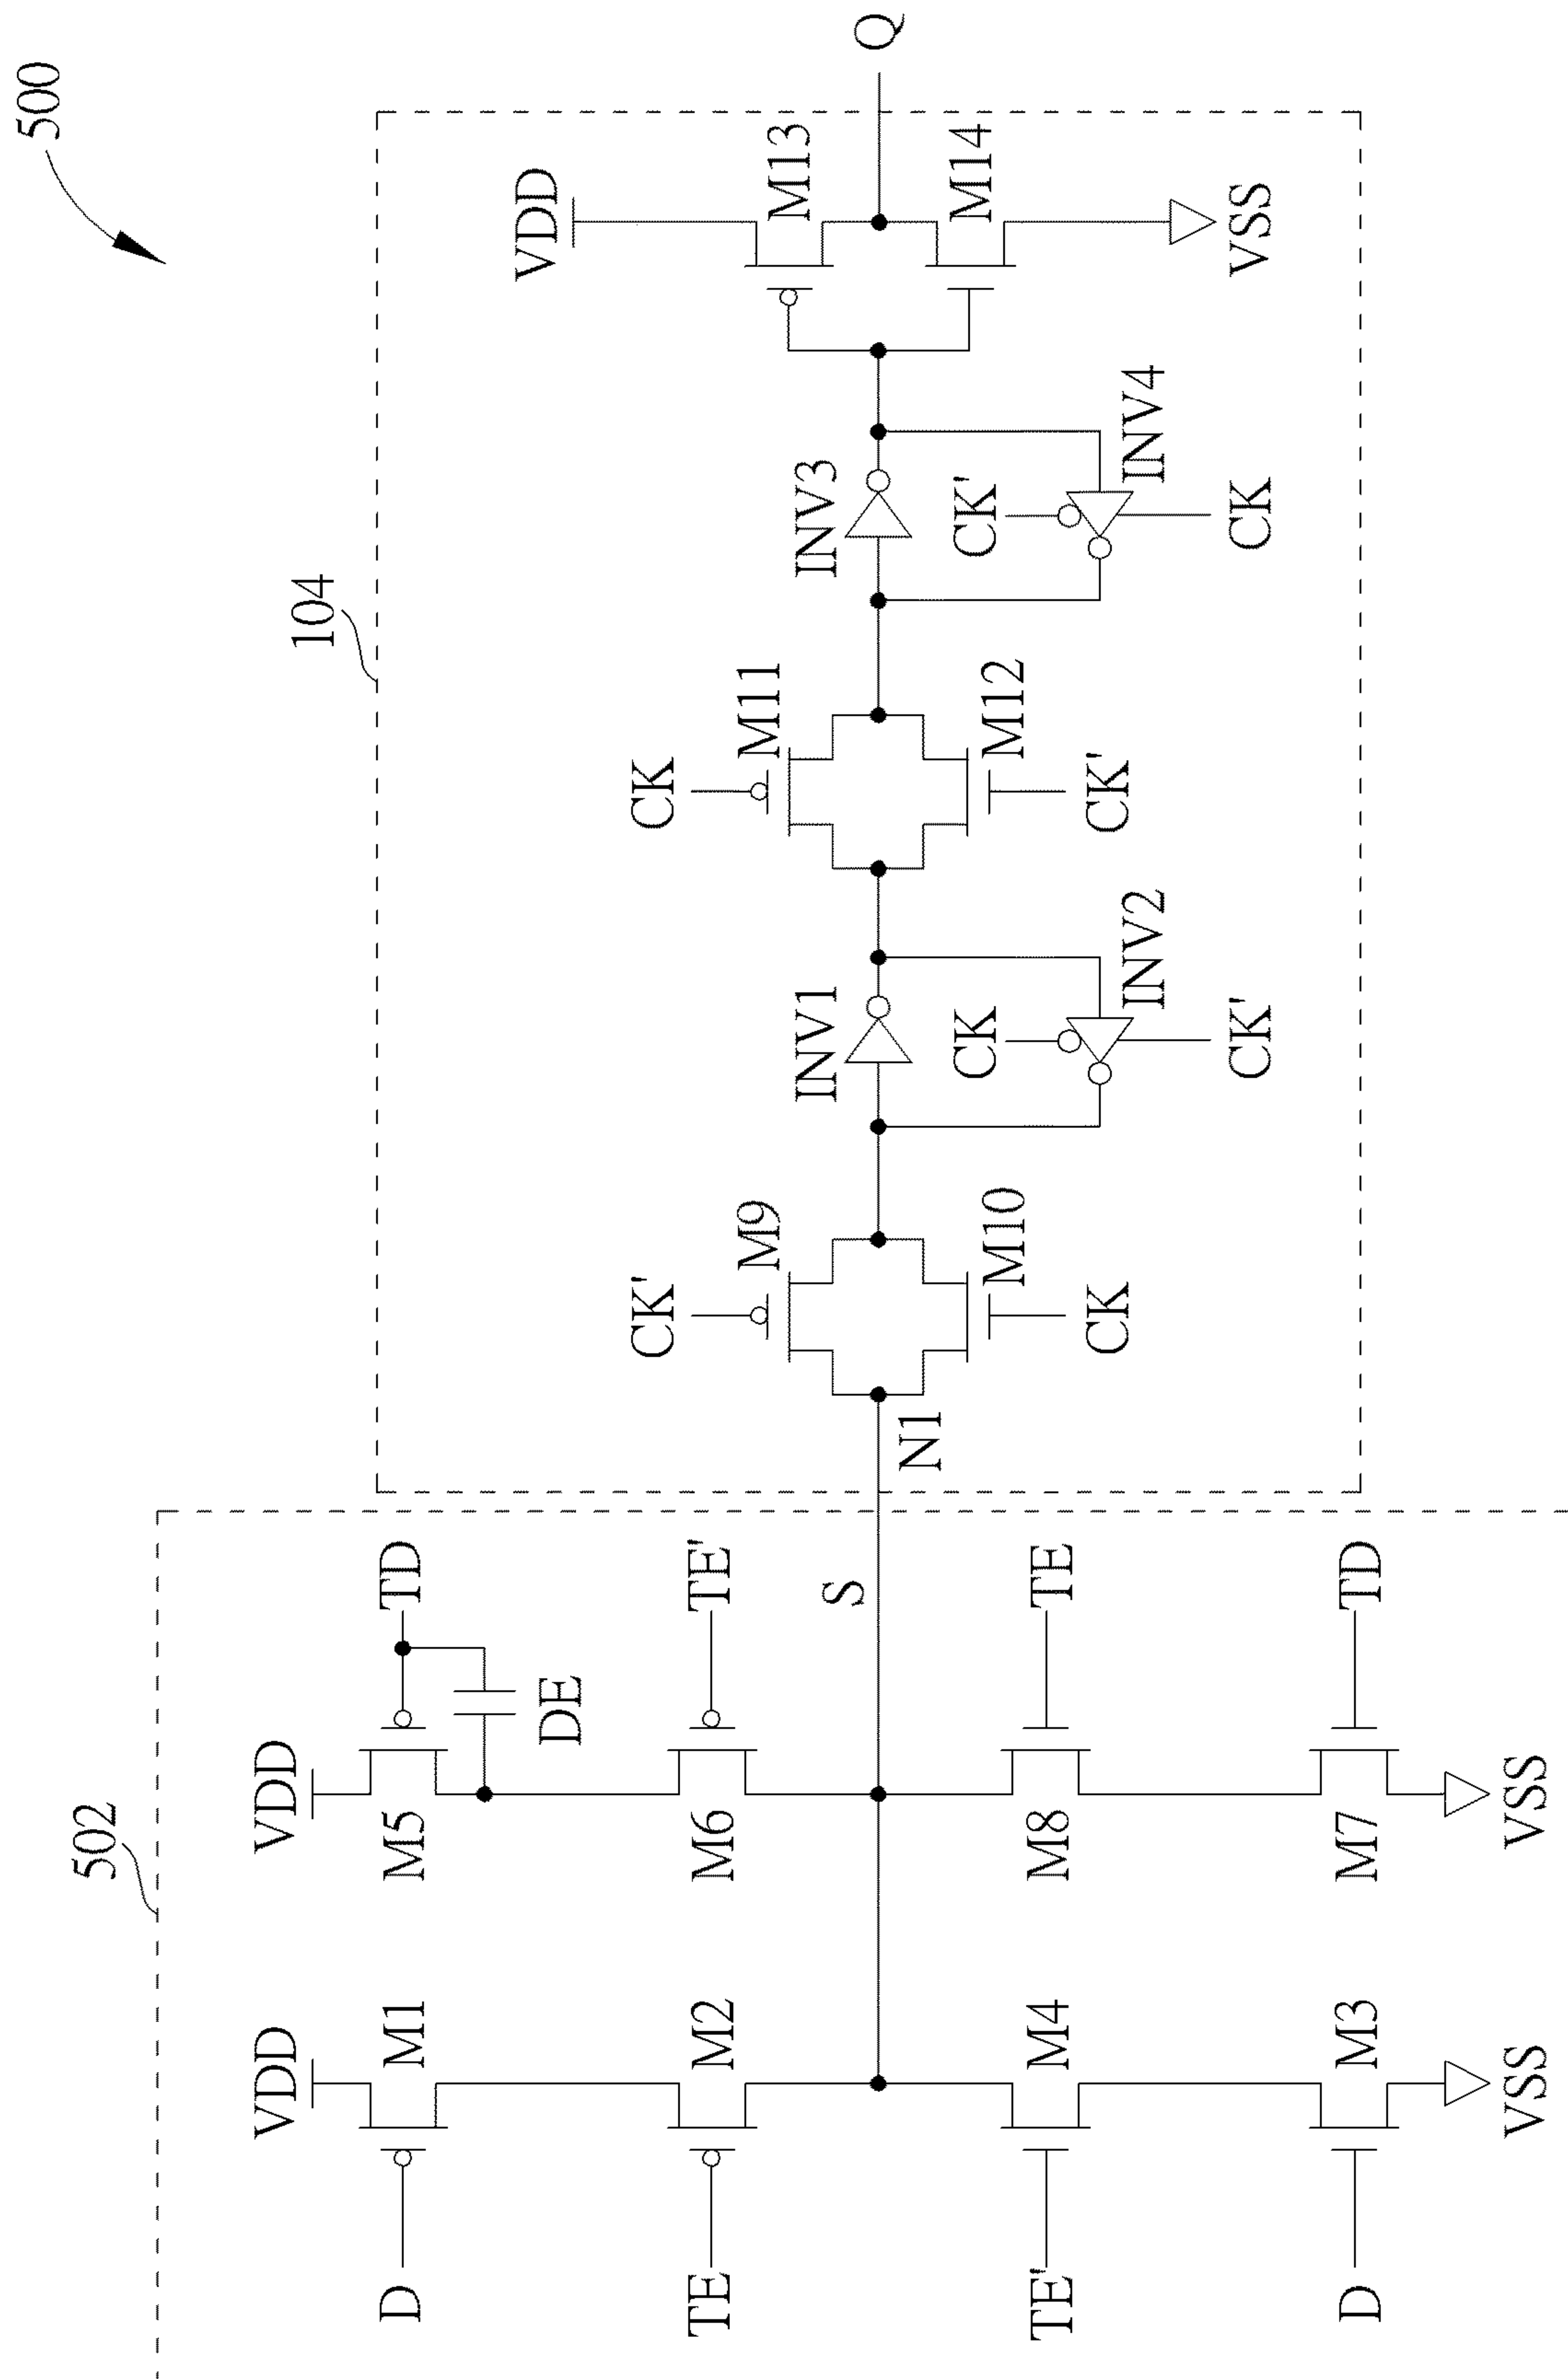 500
502
104
VDD
VDD
VDD
D
M1
M5
TD
DE
TE
M2
M6
TE'
S
N1
TE'
M4
M8
TE
D
M3
M7
TD
VSS
VSS
CK'
M9
M10
CK
INV1
CK
INV2
CK'
CK
M11
M12
CK'
INV3
CK'
INV4
CK
M13
M14
Q
VSS